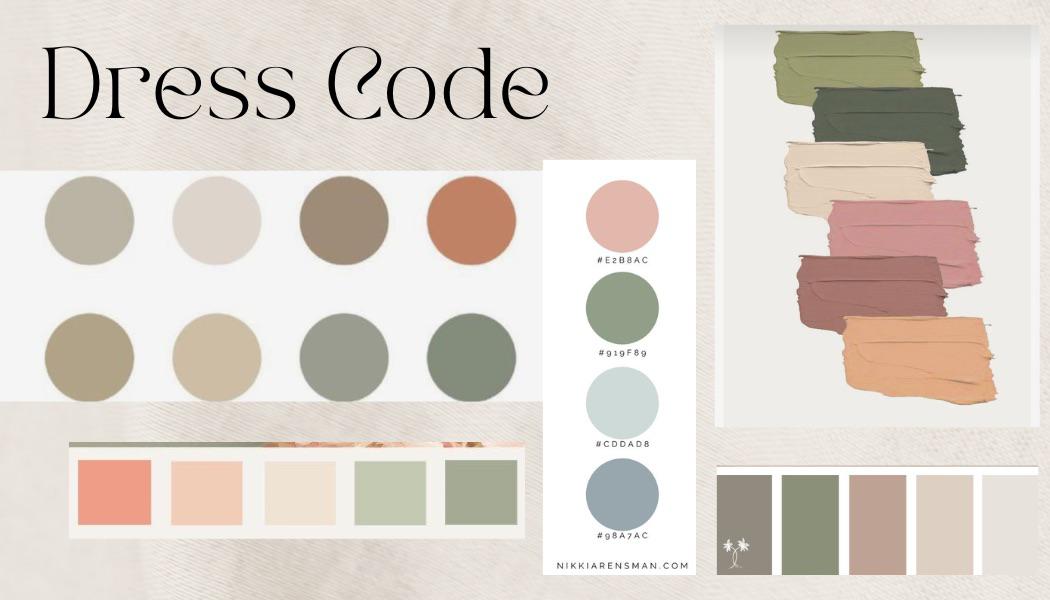 Dress Code
#E2B8AC
#919F89
#CDDAD8
#98A7AC
NIKKIARENSMAN.COM